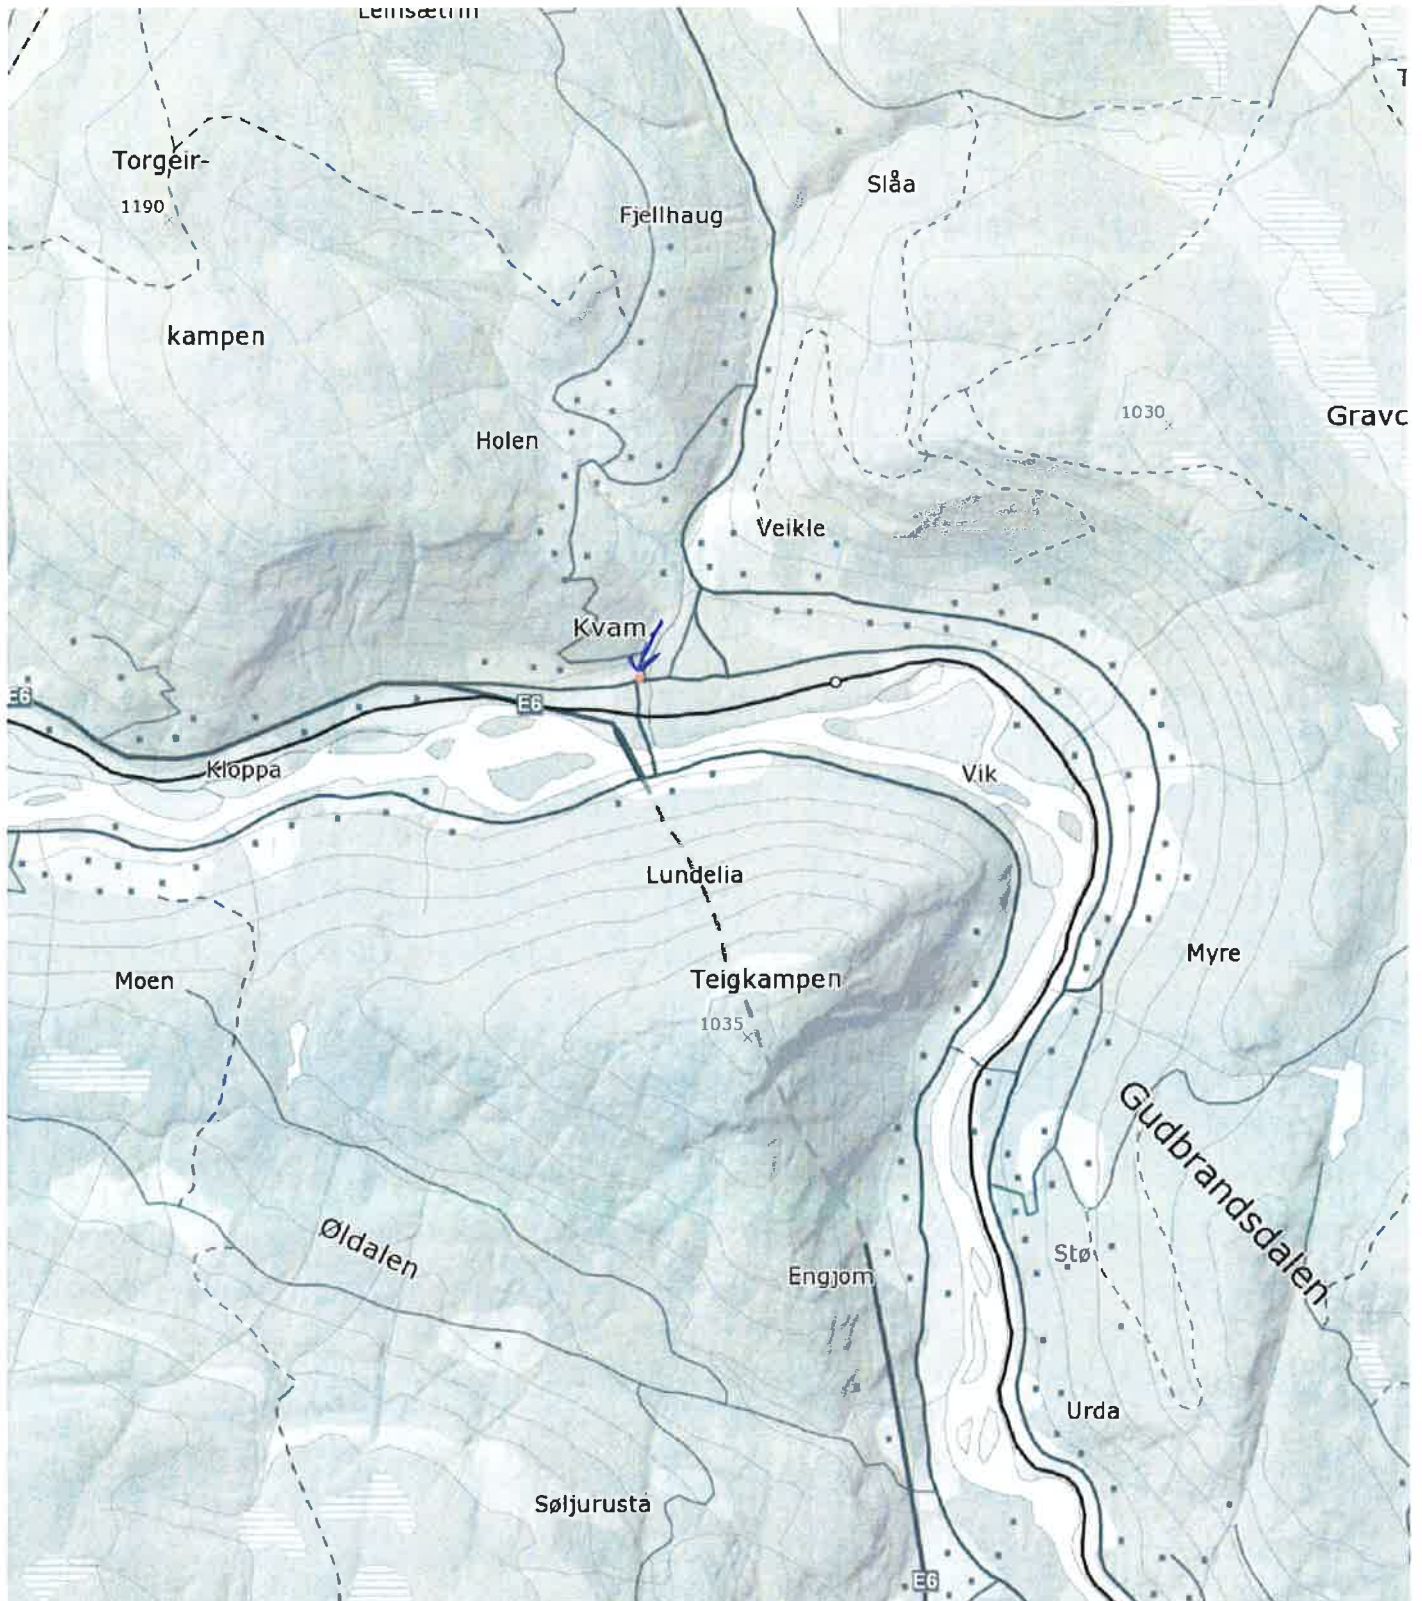 Torgeir-
1190
Slåa
Fjellhaug
kampen
1030
Gravc
Holen
Veikle
Kvam
E6
E6
Kloppa
Vik
Lundelia
Myre
Moen
Teigkampen
1035
Gudbrandsdalen
Øldalen
Stø
Engjom
Urda
Søljurusta
E6